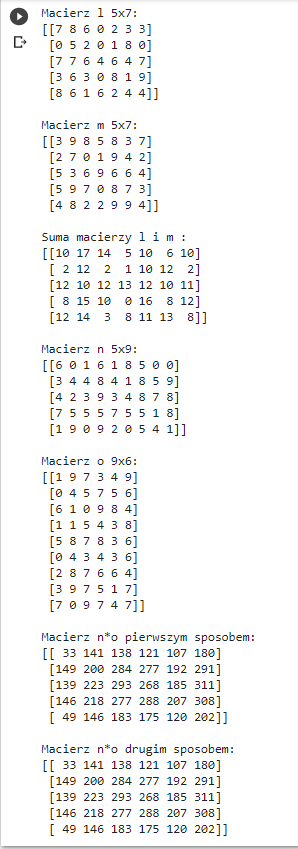 Macierz l 5x7:
[[7 8 6 0 2 3 3]
[0 5 2 0 1 8 0]
[7 7 6 4 6 4 7]
[3 6 3 0 8 1 9]
[8 6 1 6 2 4 4]]
Macierz m 5x7:
[[3 9 8 5 8 3 7]
[2 7 0 1 9 4 2]
[5 3 6 9 6 6 4]
[5 9 7 0 8 7 3]
[4 8 2 2 9 9 4]]
Suma macierzy l i m :
[[10 17 14  5 10  6 10]
[ 2 12  2  1 10 12  2]
[12 10 12 13 12 10 11]
[ 8 15 10  0 16  8 12]
[12 14  3  8 11 13  8]]
Macierz n 5x9:
[[6 0 1 6 1 8 5 0 0]
[3 4 4 8 4 1 8 5 9]
[4 2 3 9 3 4 8 7 8]
[7 5 5 5 7 5 5 1 8]
[1 9 0 9 2 0 5 4 1]]
Macierz o 9x6:
[[1 9 7 3 4 9]
[0 4 5 7 5 6]
[6 1 0 9 8 4]
[1 1 5 4 3 8]
[5 8 7 8 3 6]
[0 4 3 4 3 6]
[2 8 7 6 6 4]
[3 9 7 5 1 7]
[7 0 9 7 4 7]]
Macierz n*o pierwszym sposobem:
[[ 33 141 138 121 107 180]
[149 200 284 277 192 291]
[139 223 293 268 185 311]
[146 218 277 288 207 308]
[ 49 146 183 175 120 202]]
Macierz n*o drugim sposobem:
[[ 33 141 138 121 107 180]
[149 200 284 277 192 291]
[139 223 293 268 185 311]
[146 218 277 288 207 308]
[ 49 146 183 175 120 202]]